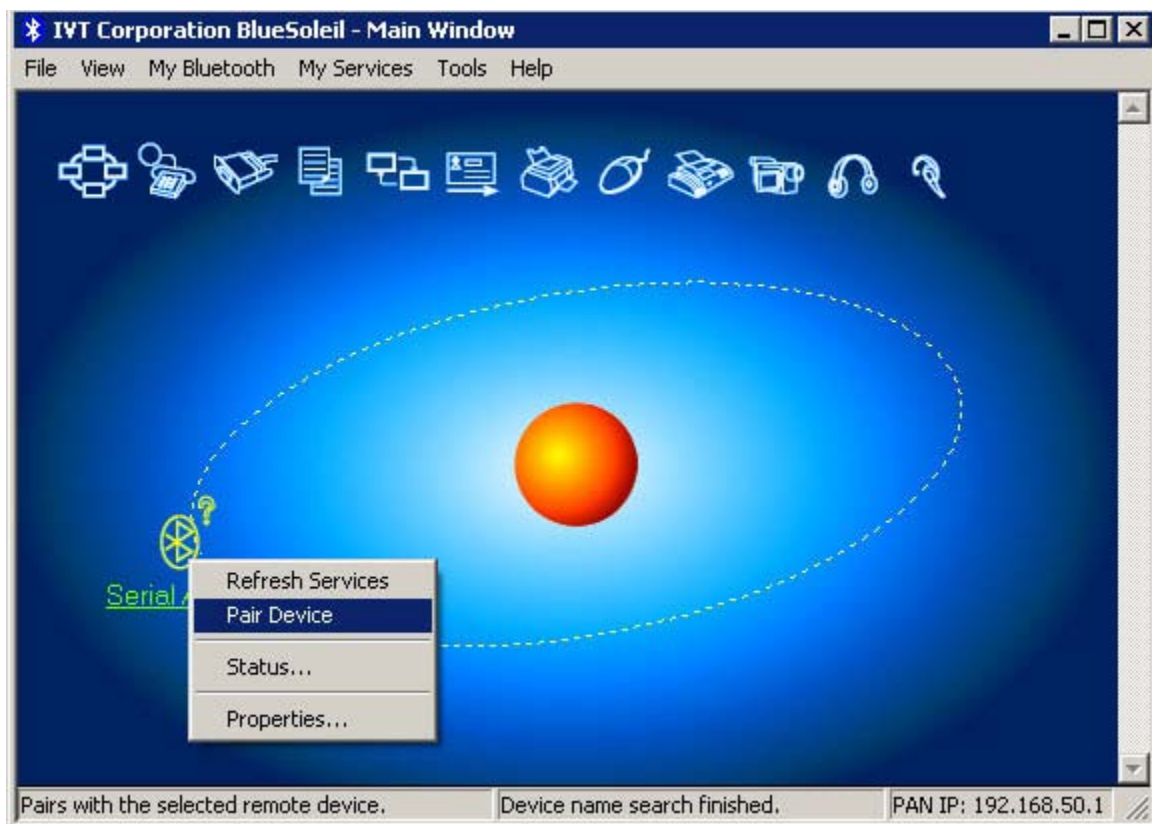 IVT Corporation BlueSoleil - Main Window
File View My Bluetooth My Services Tools Help
Serial
Refresh Services
Pair Device
Status...
Properties...
Pairs with the selected remote device. Device name search finished. PAN IP: 192.168.50.1